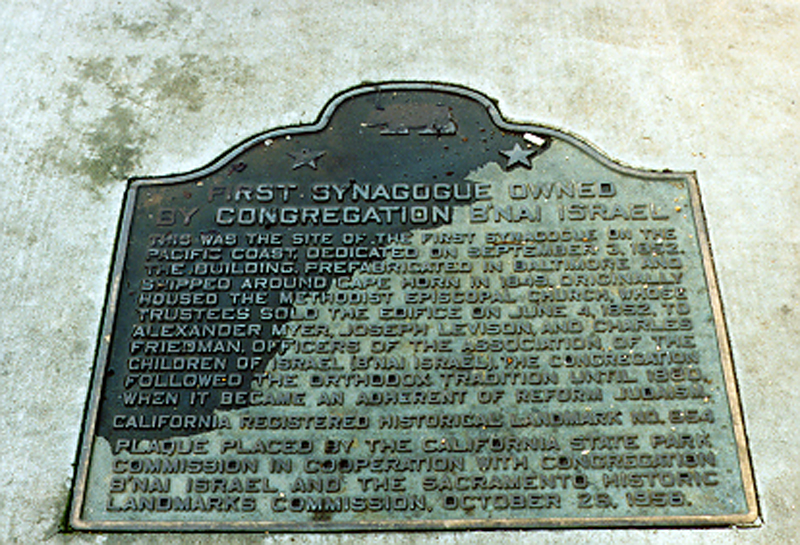 FIRST SYNAGOGUE OWNED
BY CONGREGATION B'NAI ISRAEL
THIS WAS THE SITE OF THE FIRST SYNAGOGUE ON THE
PACIFIC COAST, DEDICATED ON SEPTEMBER 3, 1852.
THE BUILDING, PREFABRICATED IN BALTIMORE AND
SHIPPED AROUND CAPE HORN IN 1849, ORIGINALLY
HOUSED THE METHODIST EPISCOPAL CHURCH, WHOSE
TRUSTEES SOLD THE EDIFICE ON JUNE 4, 1852, TO
ALEXANDER MYER, JOSEPH LEVISON, AND CHARLES
FRIEDMAN, OFFICERS OF THE ASSOCIATION OF THE
CHILDREN OF ISRAEL (B'NAI ISRAEL). THE CONGREGATION
FOLLOWED THE ORTHODOX TRADITION UNTIL 1880,
WHEN IT BECAME AN ADHERENT OF REFORM JUDAISM.
CALIFORNIA REGISTERED HISTORICAL LANDMARK NO. 654
PLAQUE PLACED BY THE CALIFORNIA STATE PARK
COMMISSION IN COOPERATION WITH CONGREGATION
B'NAI ISRAEL AND THE SACRAMENTO HISTORIC
LANDMARKS COMMISSION, OCTOBER 28, 1958.